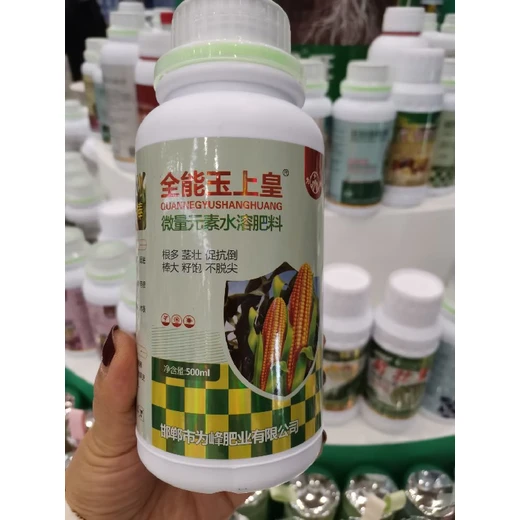 全能玉上皇®
QUANNEGYUSHANGHUANG
微量元素水溶肥料
根多 茎壮 促抗倒
棒大 籽饱 不脱尖
净含量:500ml
邯郸市为峰肥业有限公司